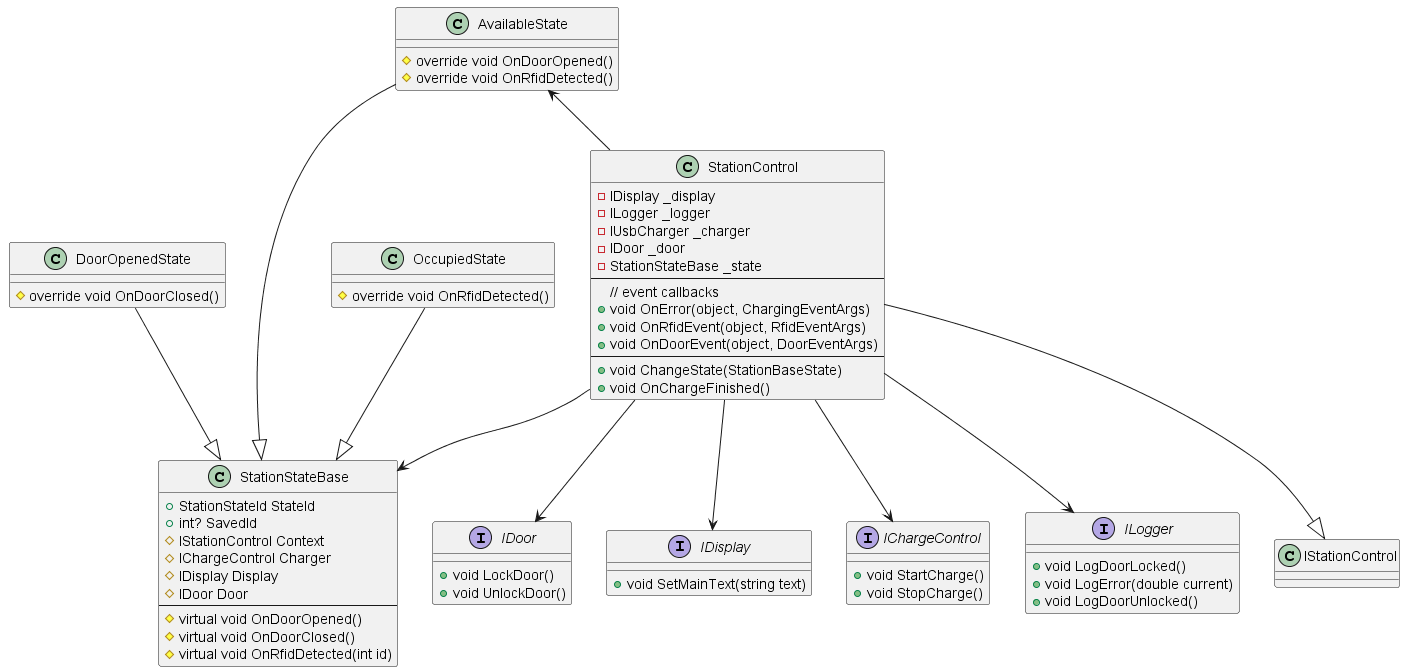 C AvailableState
override void OnDoorOpened()
override void OnRfidDetected()
C StationControl
IDisplay _display
ILogger _logger
IUsbCharger _charger
IDoor _door
StationStateBase _state
// event callbacks
void OnError(object, ChargingEventArgs)
void OnRfidEvent(object, RfidEventArgs)
void OnDoorEvent(object, DoorEventArgs)
void ChangeState(StationBaseState)
void OnChargeFinished()
C DoorOpenedState
override void OnDoorClosed()
C OccupiedState
override void OnRfidDetected()
C StationStateBase
StationStateId StateId
int? SavedId
IStationControl Context
IChargeControl Charger
IDisplay Display
IDoor Door
virtual void OnDoorOpened()
virtual void OnDoorClosed()
virtual void OnRfidDetected(int id)
I IDoor
void LockDoor()
void UnlockDoor()
I IDisplay
void SetMainText(string text)
I IChargeControl
void StartCharge()
void StopCharge()
I ILogger
void LogDoorLocked()
void LogError(double current)
void LogDoorUnlocked()
C IStationControl